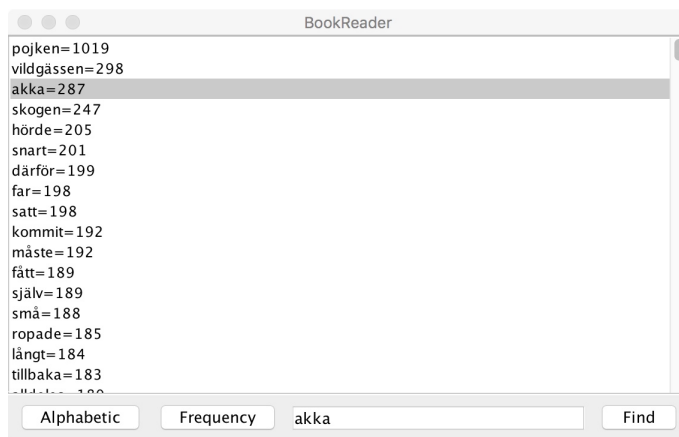 BookReader
pojken=1019
vildgässen=298
akka=287
skogen=247
hörde=205
snart=201
därför=199
far=198
satt=198
kommit=192
måste=192
fått=189
själv=189
små=188
ropade=185
långt=184
tillbaka=183
Alphabetic Frequency akka Find